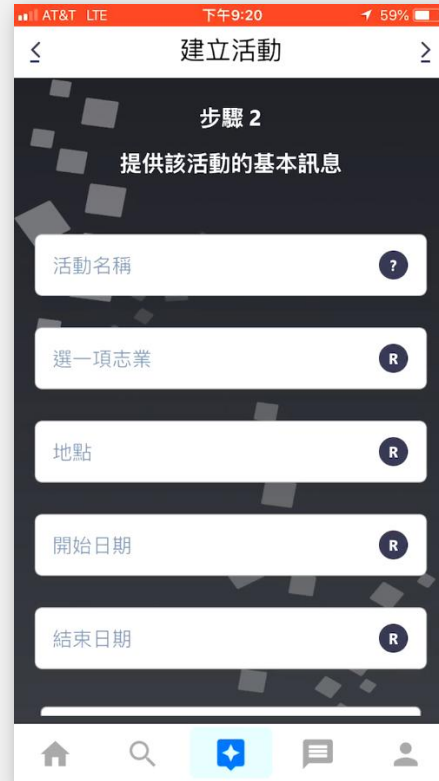 AT&T LTE 下午9:20 59%
< 建立活動 >
步驟 2
提供該活動的基本訊息
活動名稱 ?
選一項志業 R
地點 R
開始日期 R
結束日期 R